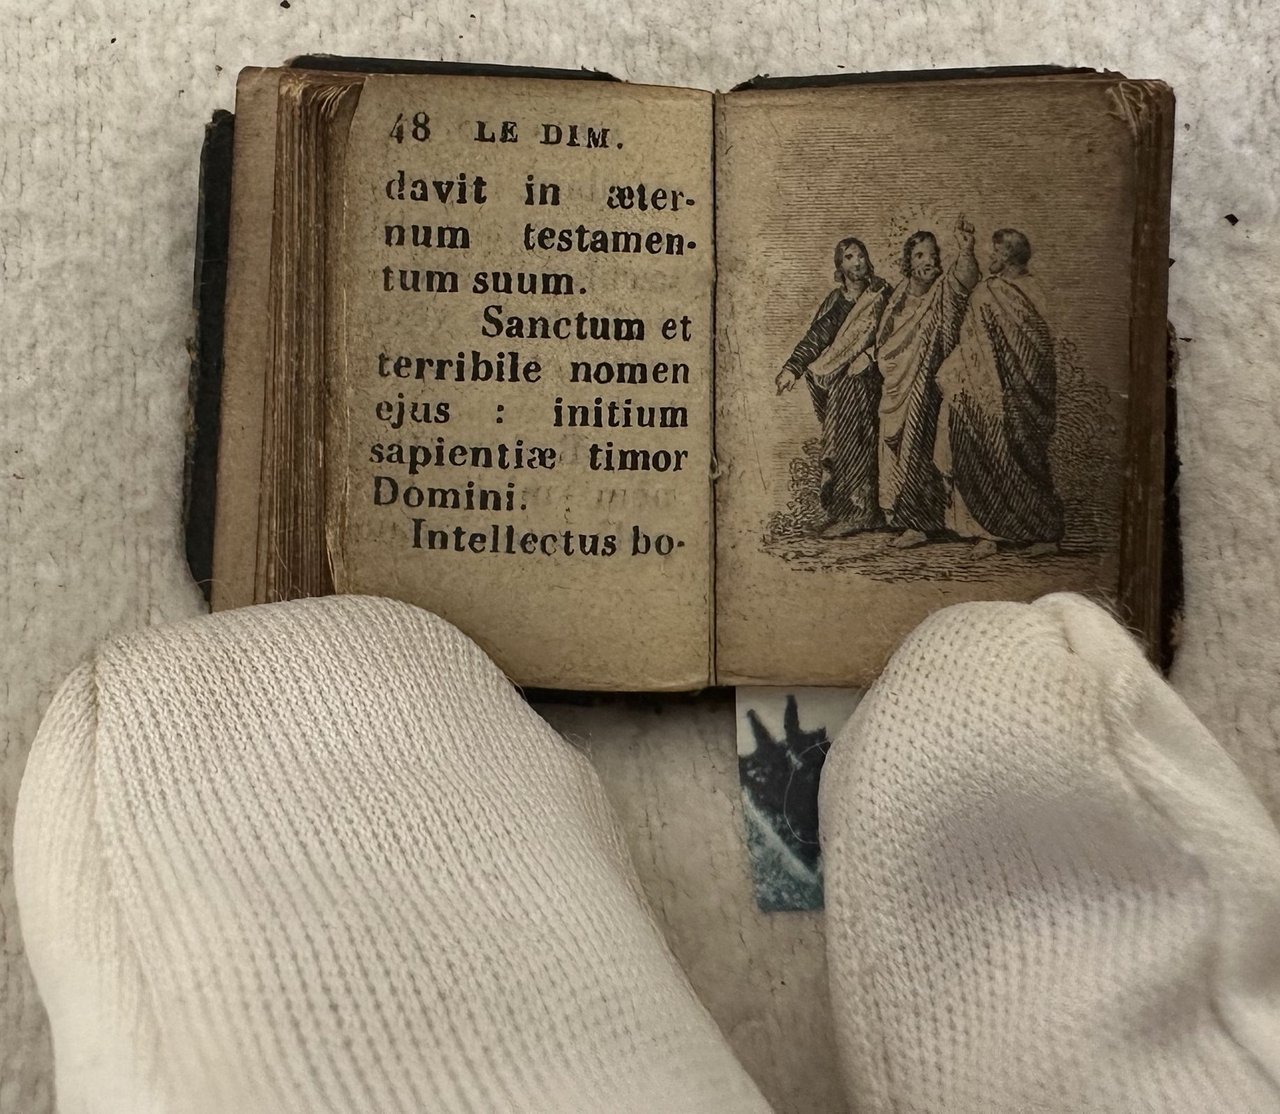 48 LE DIM.
davit in æter-
num testamen-
tum suum.
Sanctum et
terribile nomen
ejus : initium
sapientiæ timor
Domini.
Intellectus bo-